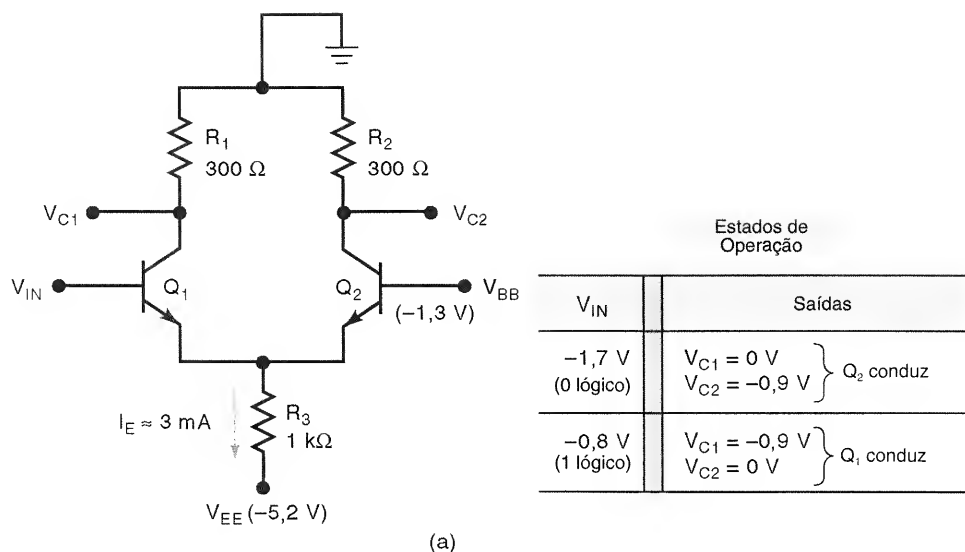 R1
300 Ω
R2
300 Ω
VC1
VC2
VIN
Q1
Q2
VBB
(−1,3 V)
IE ≈ 3 mA
R3
1 kΩ
VEE (−5,2 V)
(a)
Estados de
Operação
VIN
Saídas
−1,7 V
(0 lógico)
VC1 = 0 V
VC2 = −0,9 V
Q2 conduz
−0,8 V
(1 lógico)
VC1 = −0,9 V
VC2 = 0 V
Q1 conduz